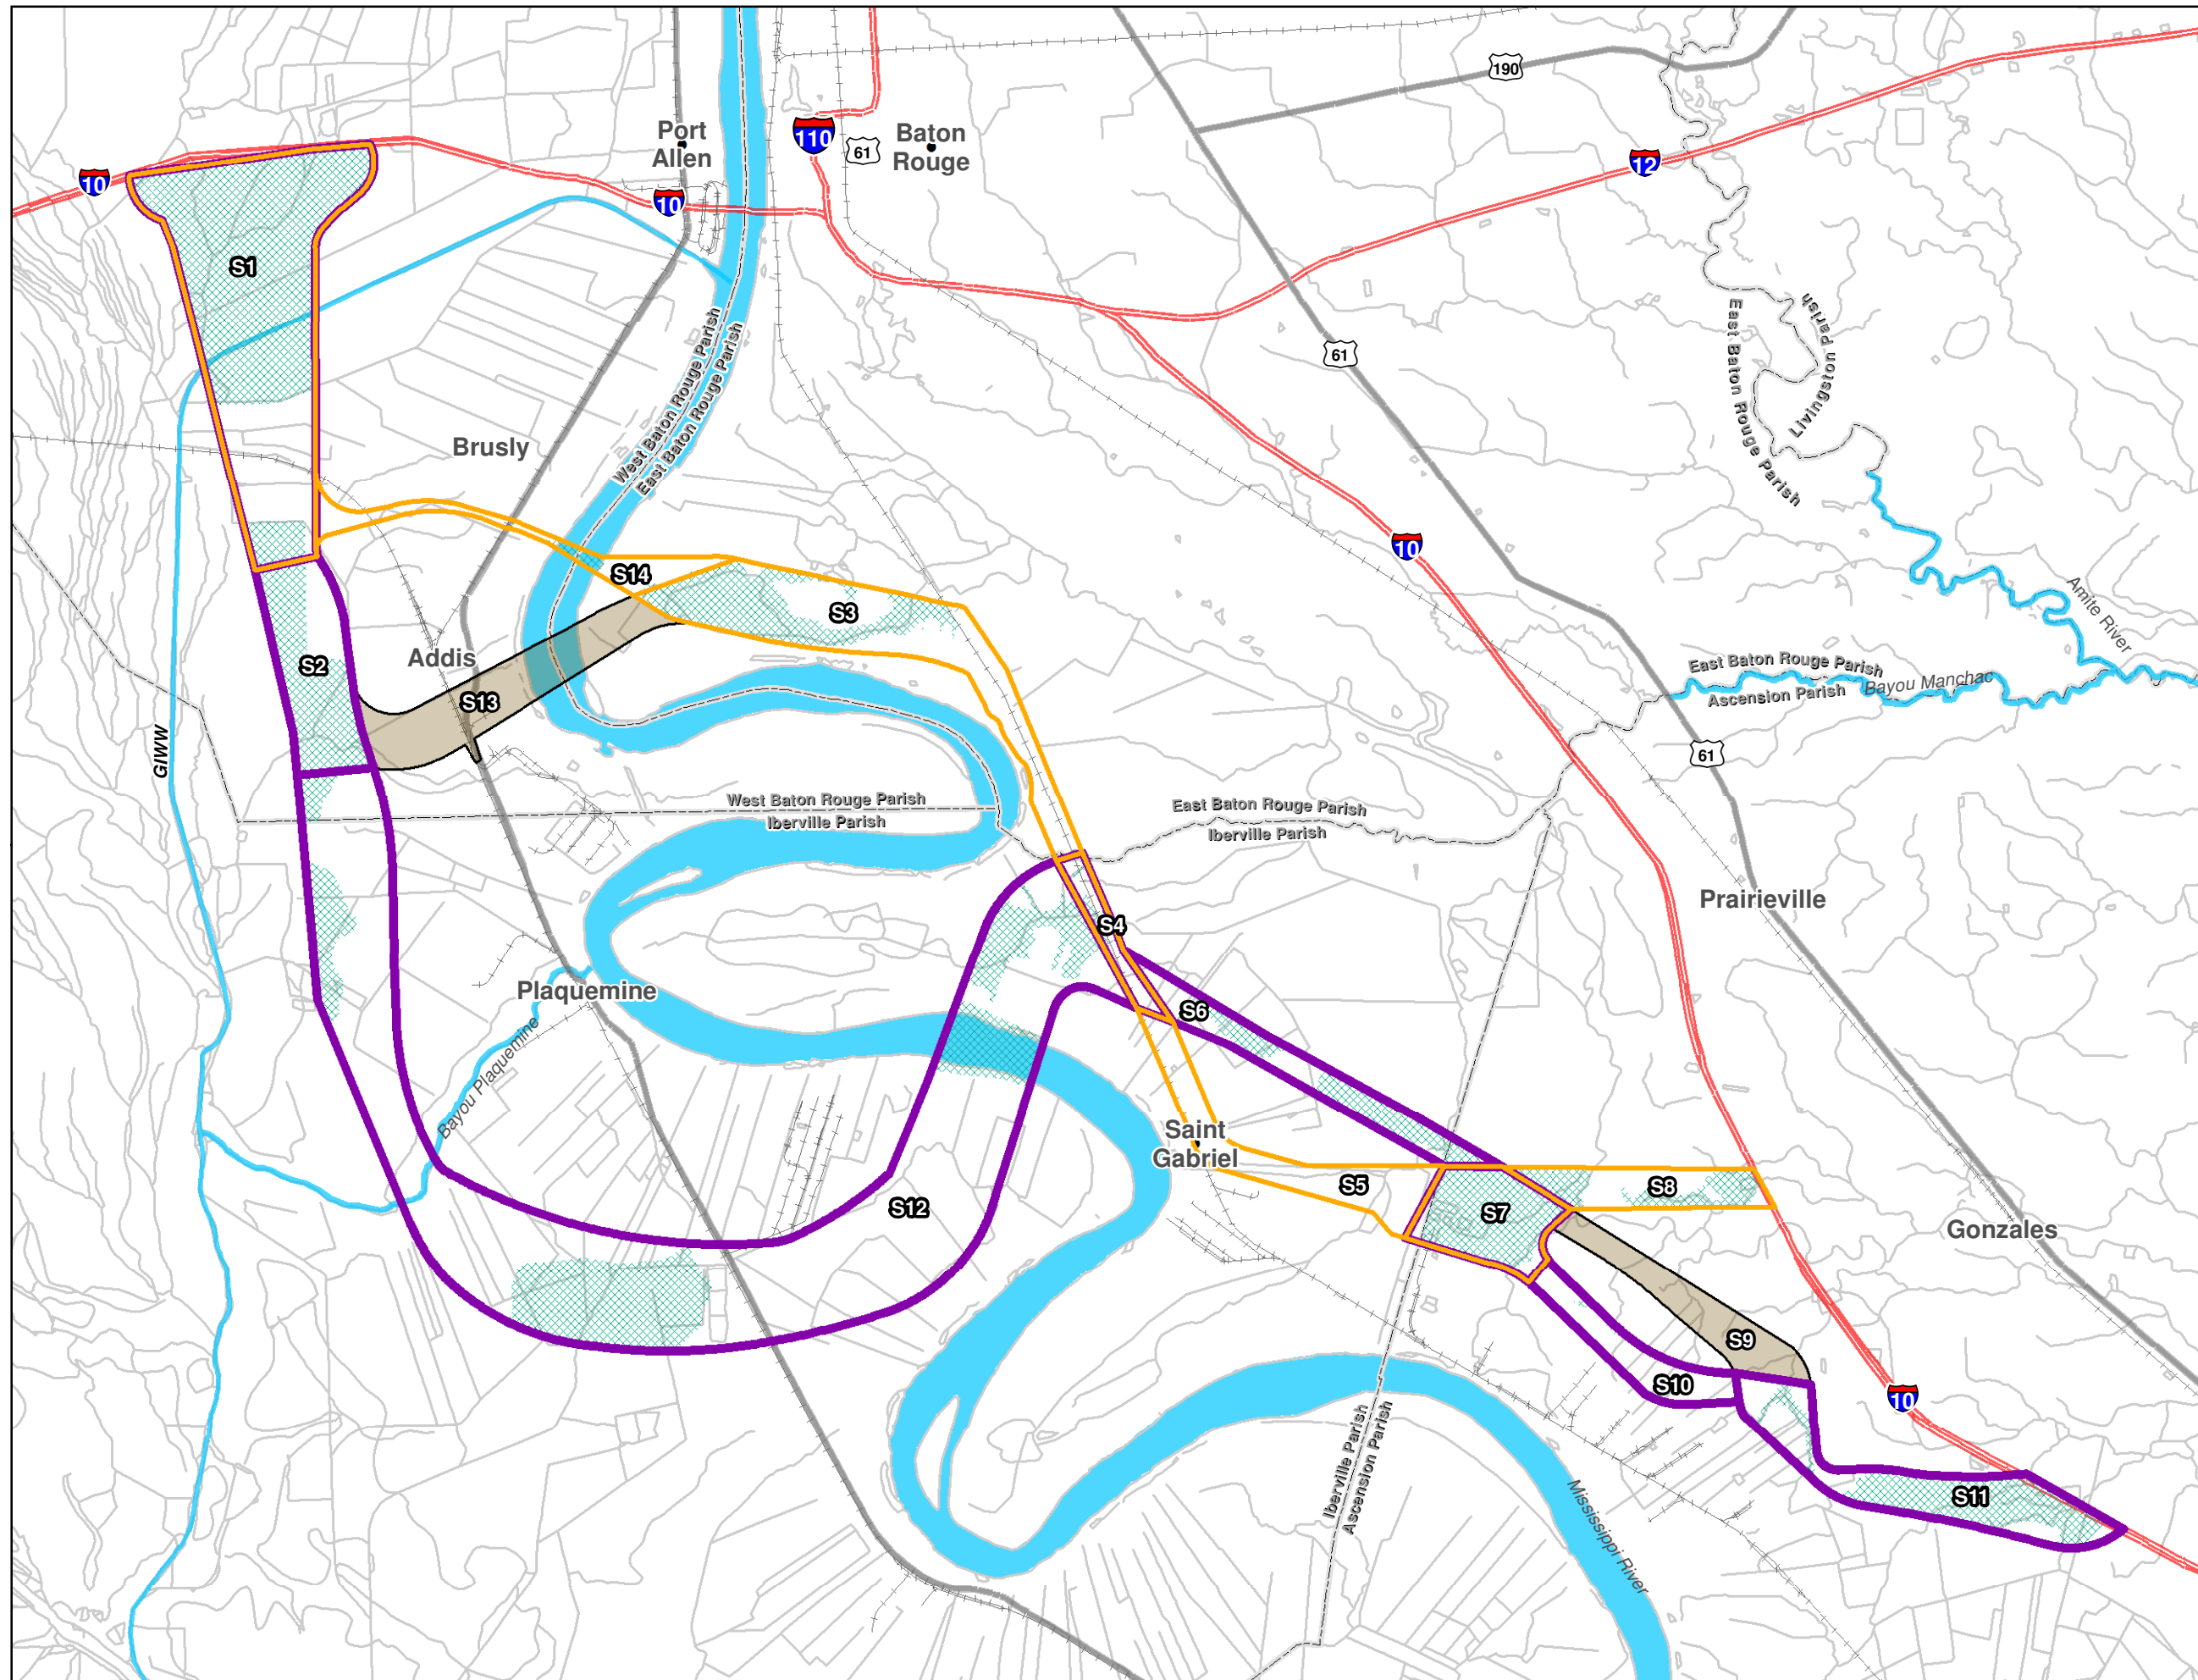 190
Port
Allen
110
61
Baton
Rouge
12
10
10
S1
West Baton Rouge Parish
East Baton Rouge Parish
61
East Baton Rouge Parish
Livingston Parish
Brusly
10
S14
S3
Amite River
S2
Addis
S13
East Baton Rouge Parish
Ascension Parish
Bayou Manchac
GIWW
61
West Baton Rouge Parish
Iberville Parish
East Baton Rouge Parish
Iberville Parish
Prairieville
S4
Plaquemine
S6
Bayou Plaquemine
Saint
Gabriel
S5
S8
S12
S7
Gonzales
S9
S10
10
Iberville Parish
Ascension Parish
S11
Mississippi River